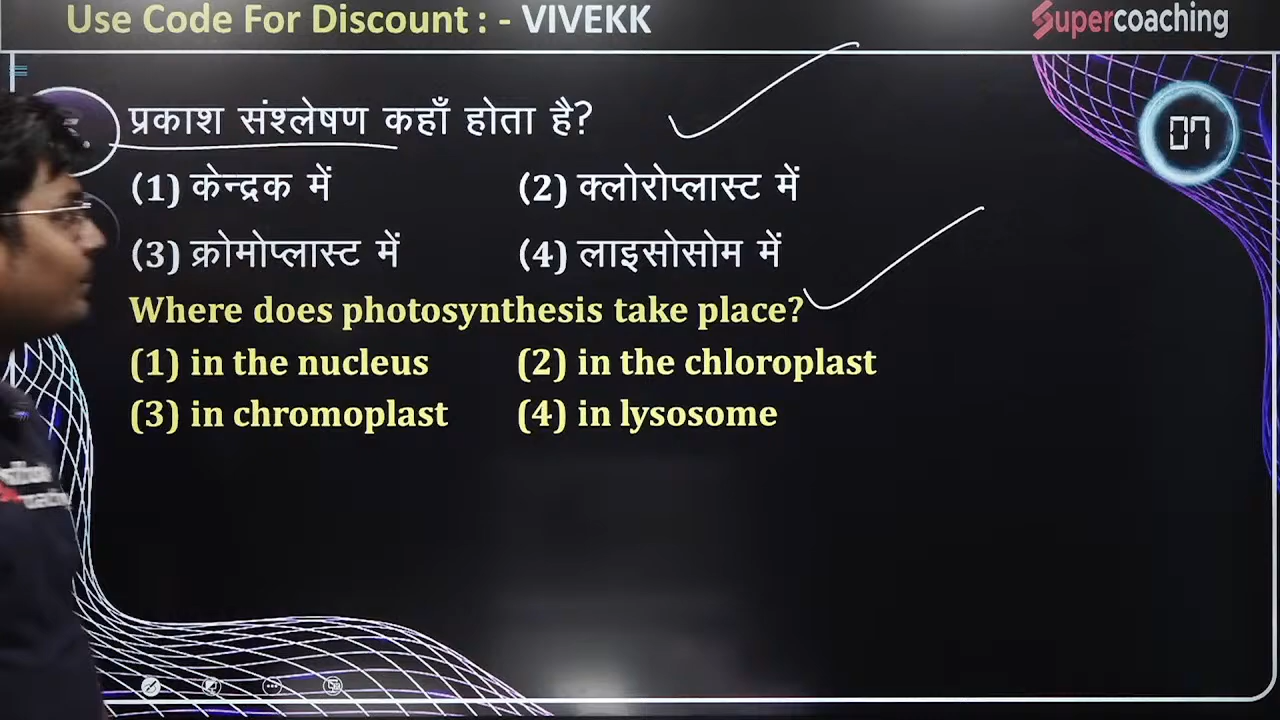 Use Code For Discount : - VIVEKK
Supercoaching
07
प्रकाश संश्लेषण कहाँ होता है?
(1) केन्द्रक में (2) क्लोरोप्लास्ट में
(3) क्रोमोप्लास्ट में (4) लाइसोसोम में
Where does photosynthesis take place?
(1) in the nucleus (2) in the chloroplast
(3) in chromoplast (4) in lysosome